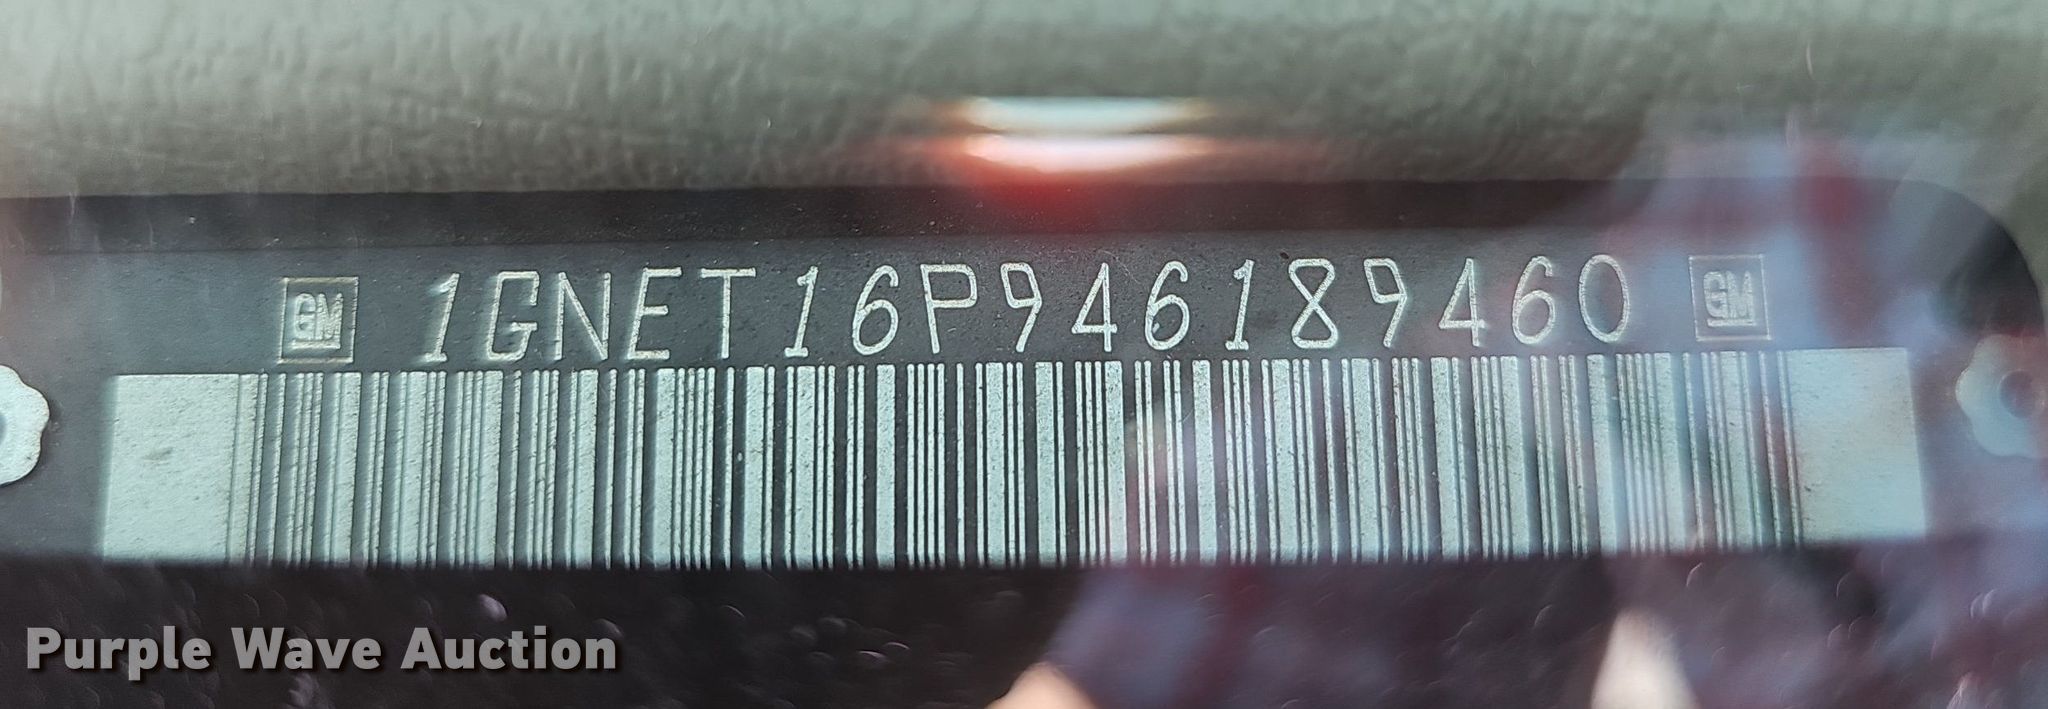 GM 1GNET16P946189460 GM
Purple Wave Auction